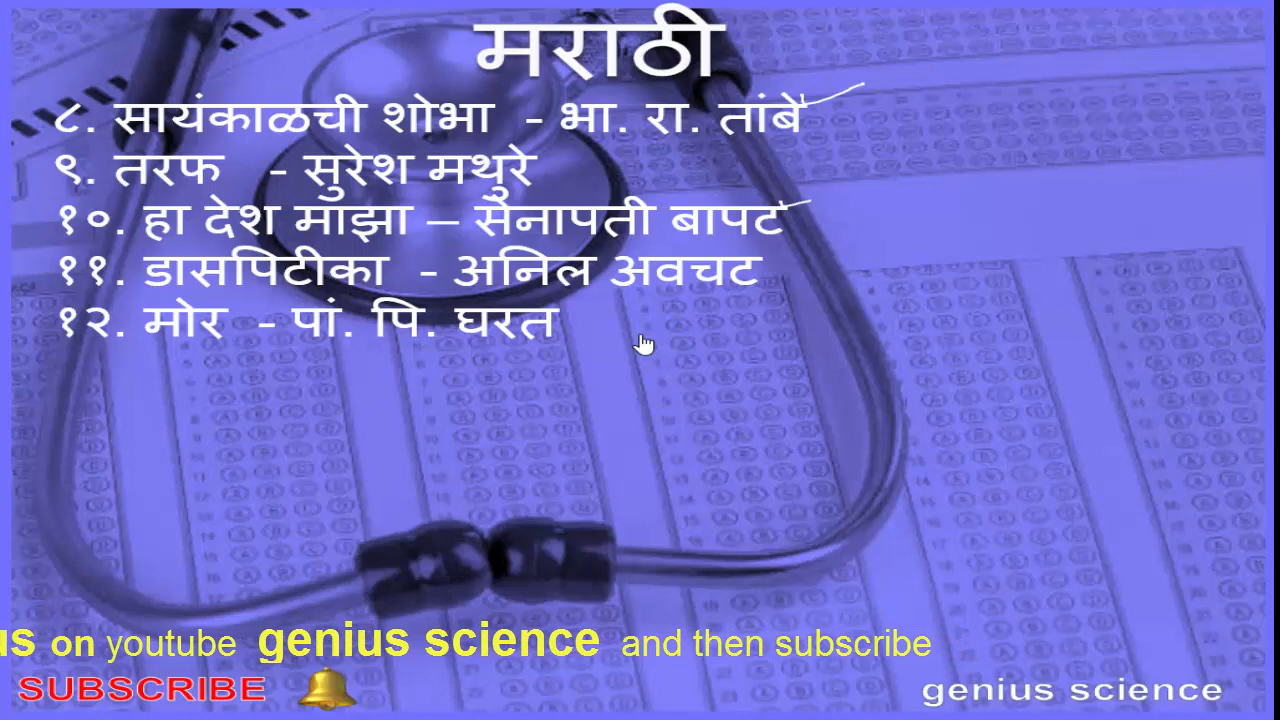 मराठी
८. सायंकाळची शोभा - भा. रा. तांबे
९. तरफ - सुरेश मथुरे
१०. हा देश माझा – सेनापती बापट
११. डासपिटीका - अनिल अवचट
१२. मोर - पां. पि. घरत
us on youtube genius science and then subscribe
SUBSCRIBE
genius science